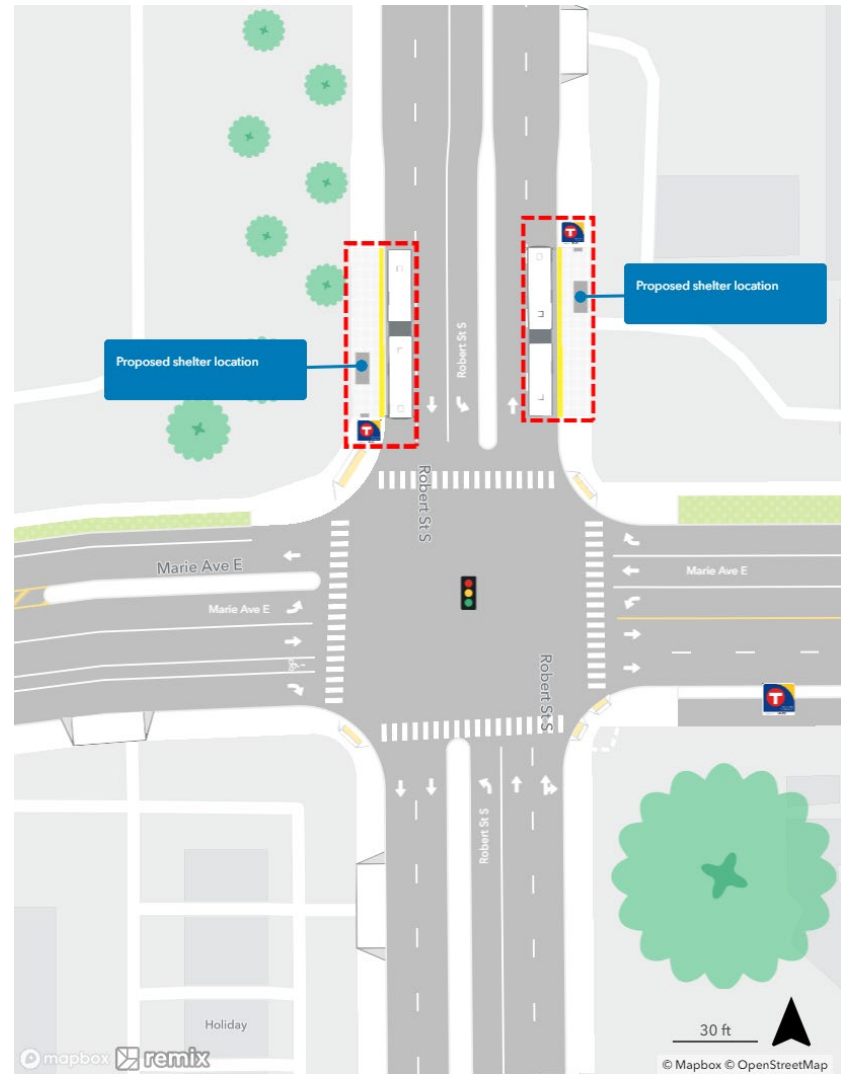 Robert St S
Proposed shelter location
Proposed shelter location
Robert St S
Marie Ave E
Marie Ave E
Marie Ave E
Robert St S
Robert St S
Holiday
30 ft
mapbox remix
© Mapbox © OpenStreetMap